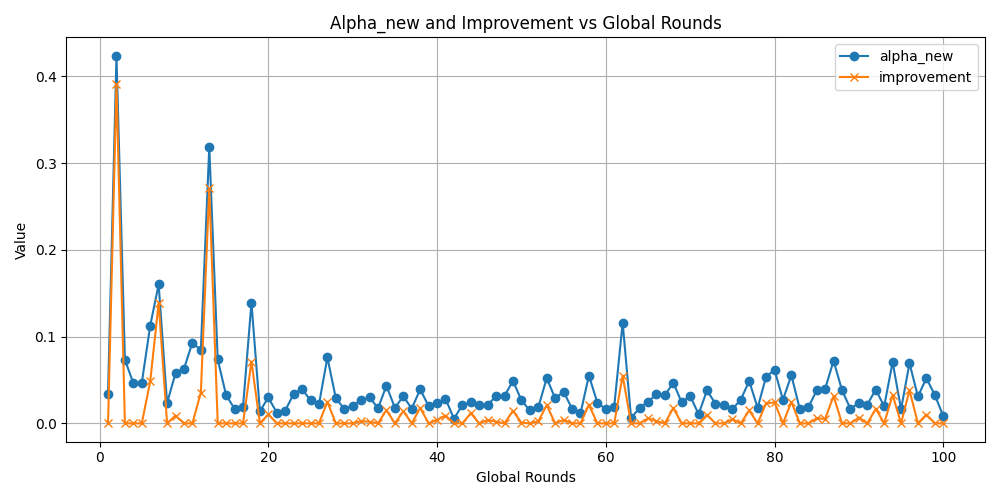 Alpha_new and Improvement vs Global Rounds
alpha_new
improvement
Value
0.4
0.3
0.2
0.1
0.0
0
20
40
60
80
100
Global Rounds